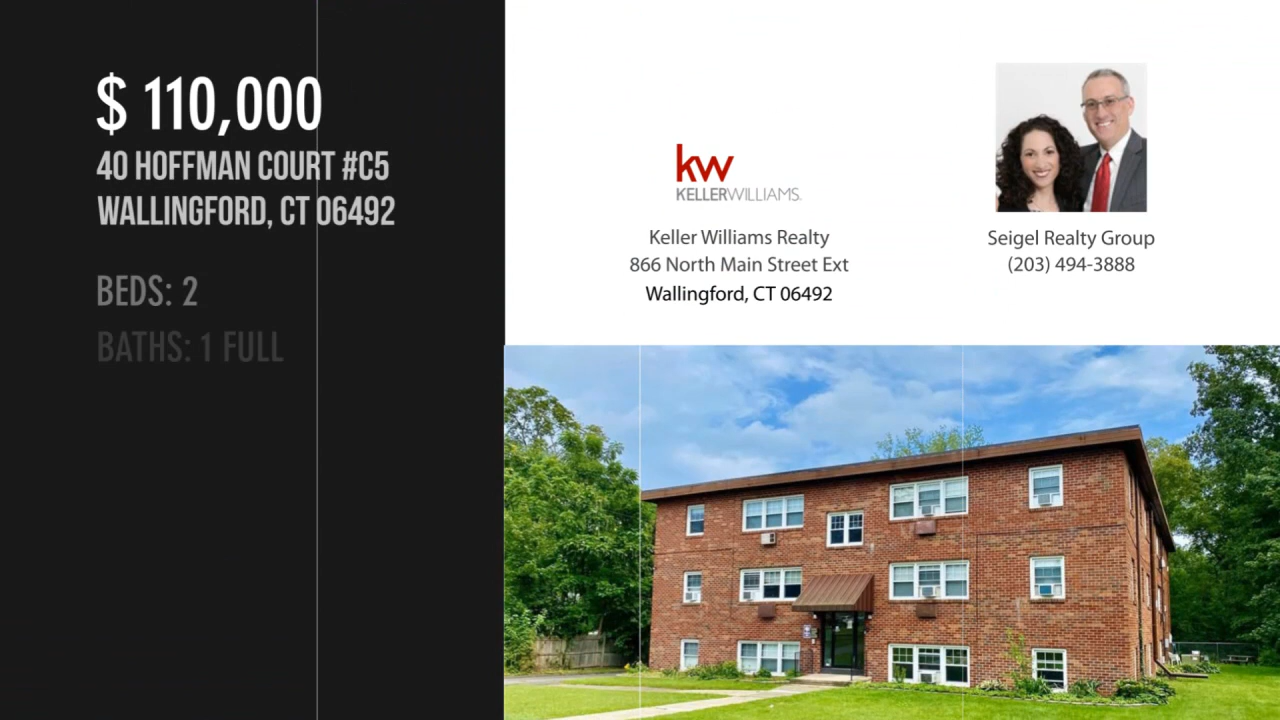 $ 110,000
40 HOFFMAN COURT #C5
WALLINGFORD, CT 06492
BEDS: 2
BATHS: 1 FULL
kw
KELLERWILLIAMS.
Keller Williams Realty
866 North Main Street Ext
Wallingford, CT 06492
Seigel Realty Group
(203) 494-3888